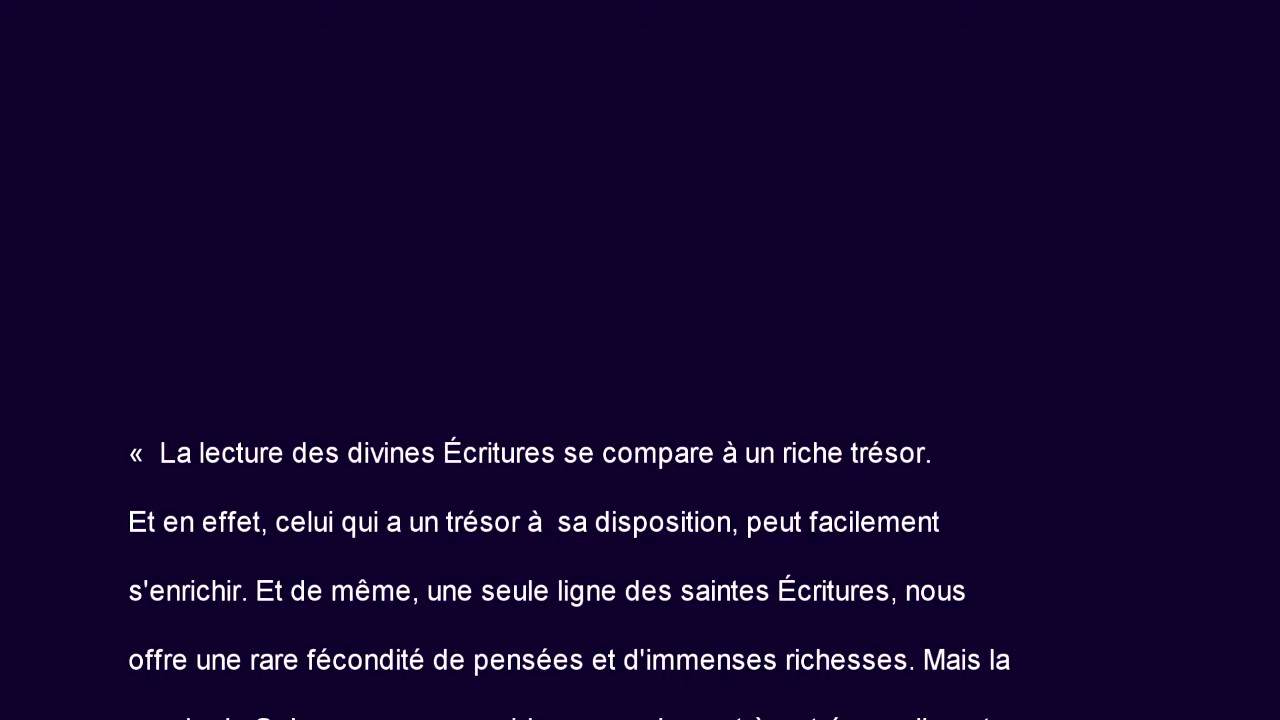 «  La lecture des divines Écritures se compare à un riche trésor.
Et en effet, celui qui a un trésor à  sa disposition, peut facilement
s'enrichir. Et de même, une seule ligne des saintes Écritures, nous
offre une rare fécondité de pensées et d'immenses richesses. Mais la